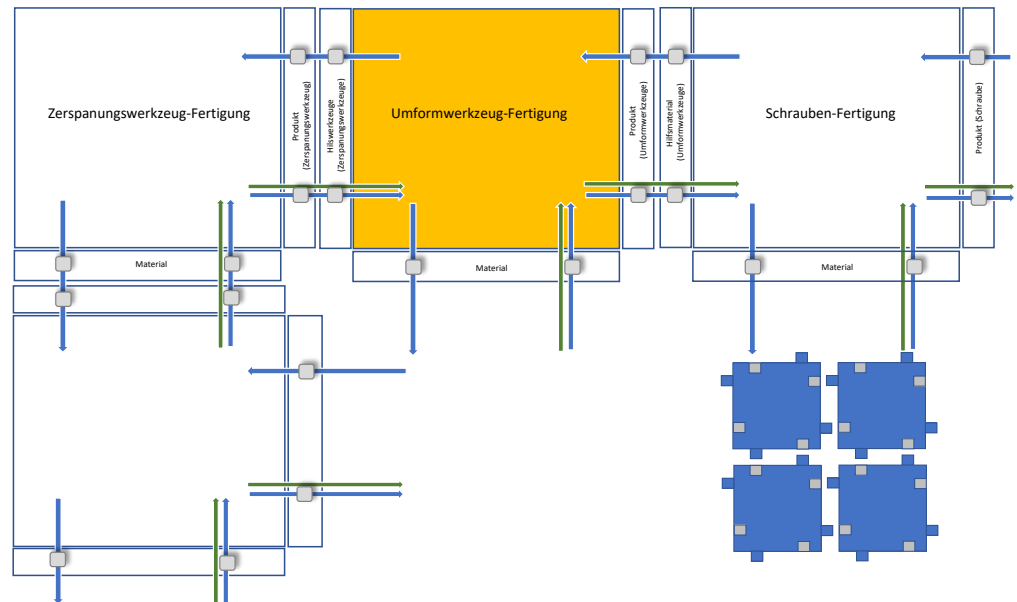 Zerspanungswerkzeug-Fertigung
Produkt
(Zerspanungswerkzeug)
Hilswerkzeuge
(Zerspanungswerkzeuge)
Umformwerkzeug-Fertigung
Produkt
(Umformwerkzeuge)
Hilfsmaterial
(Umformwerkzeuge)
Schrauben-Fertigung
Produkt (Schraube)
Material
Material
Material